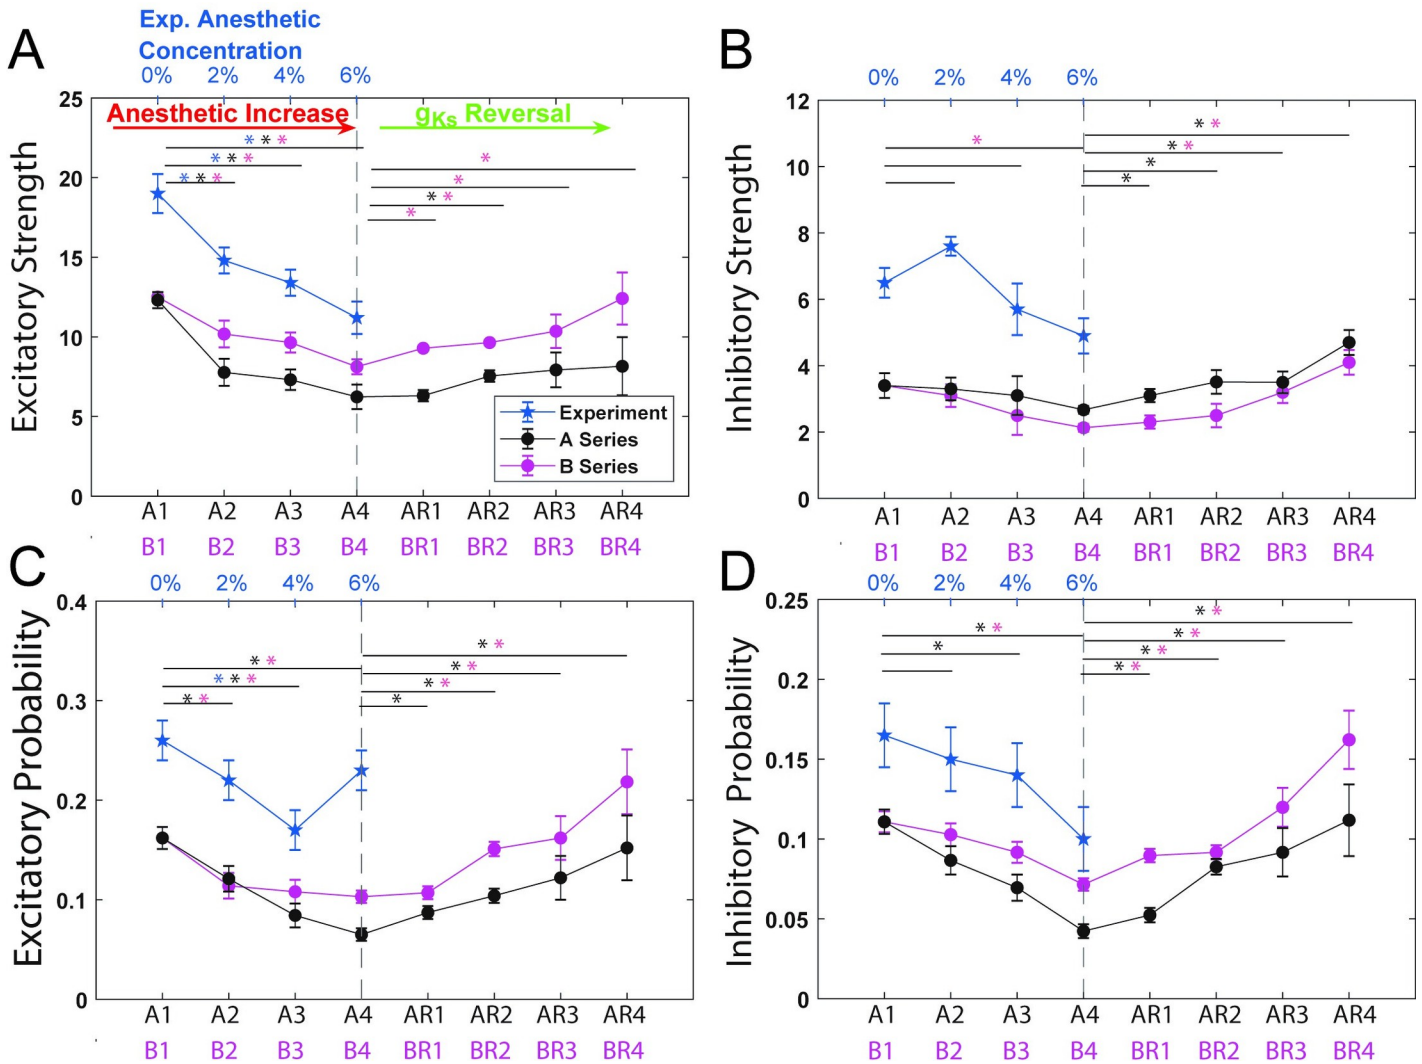 A
Exp. Anesthetic
Concentration
0% 2% 4% 6%
25
20
15
10
5
0
Excitatory Strength
Anesthetic Increase
gKs Reversal
* * *
* * *
* * *
*
*
* *
*
Experiment
A Series
B Series
A1 A2 A3 A4 AR1 AR2 AR3 AR4
B1 B2 B3 B4 BR1 BR2 BR3 BR4
B
0% 2% 4% 6%
12
10
8
6
4
2
0
Inhibitory Strength
*
* *
* *
*
*
A1 A2 A3 A4 AR1 AR2 AR3 AR4
B1 B2 B3 B4 BR1 BR2 BR3 BR4
C
0% 2% 4% 6%
0.4
0.3
0.2
0.1
0
Excitatory Probability
* *
* * *
* *
* *
* *
* *
*
A1 A2 A3 A4 AR1 AR2 AR3 AR4
B1 B2 B3 B4 BR1 BR2 BR3 BR4
D
0% 2% 4% 6%
0.25
0.2
0.15
0.1
0.05
0
Inhibitory Probability
* *
*
* *
* *
* *
* *
A1 A2 A3 A4 AR1 AR2 AR3 AR4
B1 B2 B3 B4 BR1 BR2 BR3 BR4